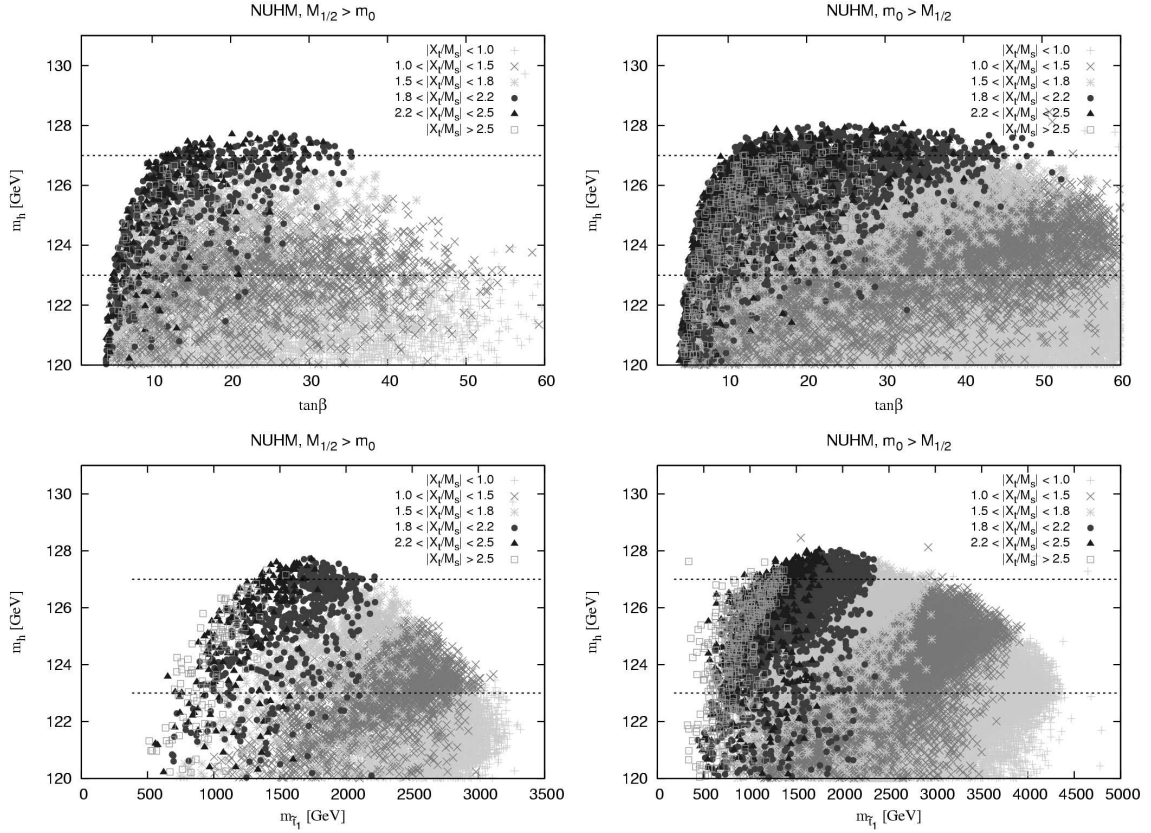 NUHM, M1/2 > m0
130
128
126
124
122
120
mh [GeV]
|Xt/Ms| < 1.0
1.0 < |Xt/Ms| < 1.5
1.5 < |Xt/Ms| < 1.8
1.8 < |Xt/Ms| < 2.2
2.2 < |Xt/Ms| < 2.5
|Xt/Ms| > 2.5
10 20 30 40 50 60
tanβ
NUHM, m0 > M1/2
130
128
126
124
122
120
mh [GeV]
|Xt/Ms| < 1.0
1.0 < |Xt/Ms| < 1.5
1.5 < |Xt/Ms| < 1.8
1.8 < |Xt/Ms| < 2.2
2.2 < |Xt/Ms| < 2.5
|Xt/Ms| > 2.5
10 20 30 40 50 60
tanβ
NUHM, M1/2 > m0
130
128
126
124
122
120
mh [GeV]
|Xt/Ms| < 1.0
1.0 < |Xt/Ms| < 1.5
1.5 < |Xt/Ms| < 1.8
1.8 < |Xt/Ms| < 2.2
2.2 < |Xt/Ms| < 2.5
|Xt/Ms| > 2.5
0 500 1000 1500 2000 2500 3000 3500
mt̃1 [GeV]
NUHM, m0 > M1/2
130
128
126
124
122
120
mh [GeV]
|Xt/Ms| < 1.0
1.0 < |Xt/Ms| < 1.5
1.5 < |Xt/Ms| < 1.8
1.8 < |Xt/Ms| < 2.2
2.2 < |Xt/Ms| < 2.5
|Xt/Ms| > 2.5
0 500 1000 1500 2000 2500 3000 3500 4000 4500 5000
mt̃1 [GeV]